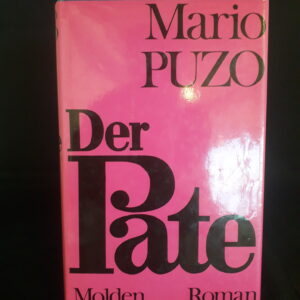 Mario
PUZO
Der
Pate
Molden Roman